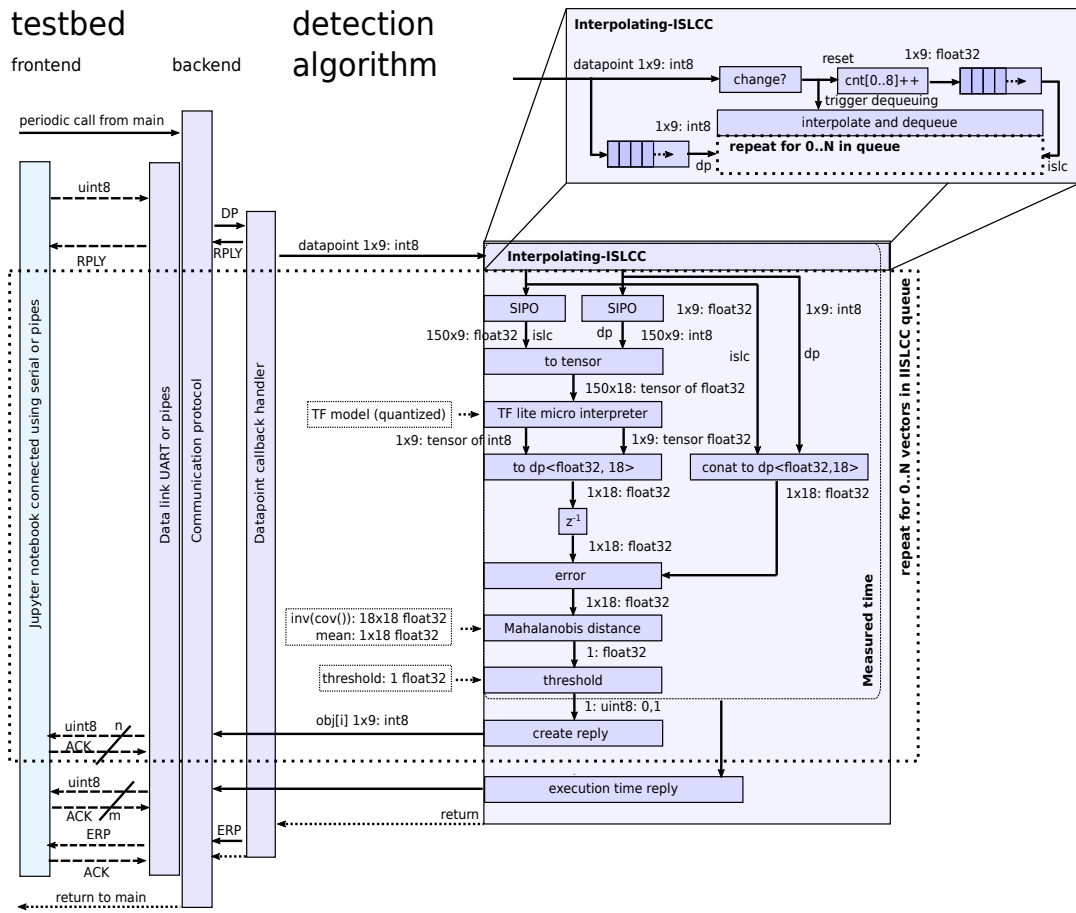 testbed
detection
algorithm
frontend
backend
Interpolating-ISLCC
datapoint 1x9: int8
change?
reset
cnt[0..8]++
1x9: float32
trigger dequeuing
interpolate and dequeue
1x9: int8
repeat for 0..N in queue
dp
islc
periodic call from main
uint8
DP
RPLY
RPLY
datapoint 1x9: int8
Interpolating-ISLCC
SIPO
SIPO
1x9: float32
1x9: int8
150x9: float32
islc
dp
150x9: int8
islc
dp
to tensor
150x18: tensor of float32
TF model (quantized)
TF lite micro interpreter
1x9: tensor of int8
1x9: tensor float32
to dp<float32, 18>
conat to dp<float32,18>
1x18: float32
1x18: float32
z-1
1x18: float32
error
1x18: float32
inv(cov()): 18x18 float32
mean: 1x18 float32
Mahalanobis distance
1: float32
threshold: 1 float32
threshold
1: uint8: 0,1
obj[i] 1x9: int8
create reply
uint8
n
ACK
uint8
ACK
m
execution time reply
return
ERP
ERP
ACK
return to main
Jupyter notebook connected using serial or pipes
Data link UART or pipes
Communication protocol
Datapoint callback handler
Measured time
repeat for 0..N vectors in IISLCC queue